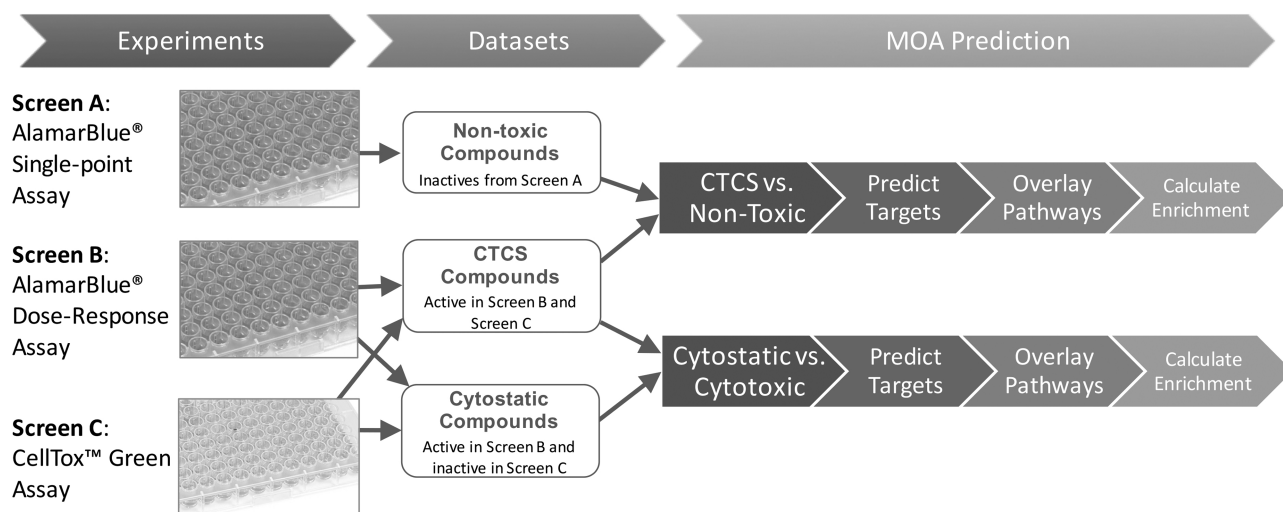 Experiments
Datasets
MOA Prediction
Screen A:
AlamarBlue®
Single-point
Assay
Non-toxic
Compounds
Inactives from Screen A
CTCS vs.
Non-Toxic
Predict
Targets
Overlay
Pathways
Calculate
Enrichment
Screen B:
AlamarBlue®
Dose-Response
Assay
CTCS
Compounds
Active in Screen B and
Screen C
Cytostatic vs.
Cytotoxic
Predict
Targets
Overlay
Pathways
Calculate
Enrichment
Screen C:
CellTox™ Green
Assay
Cytostatic
Compounds
Active in Screen B and
inactive in Screen C